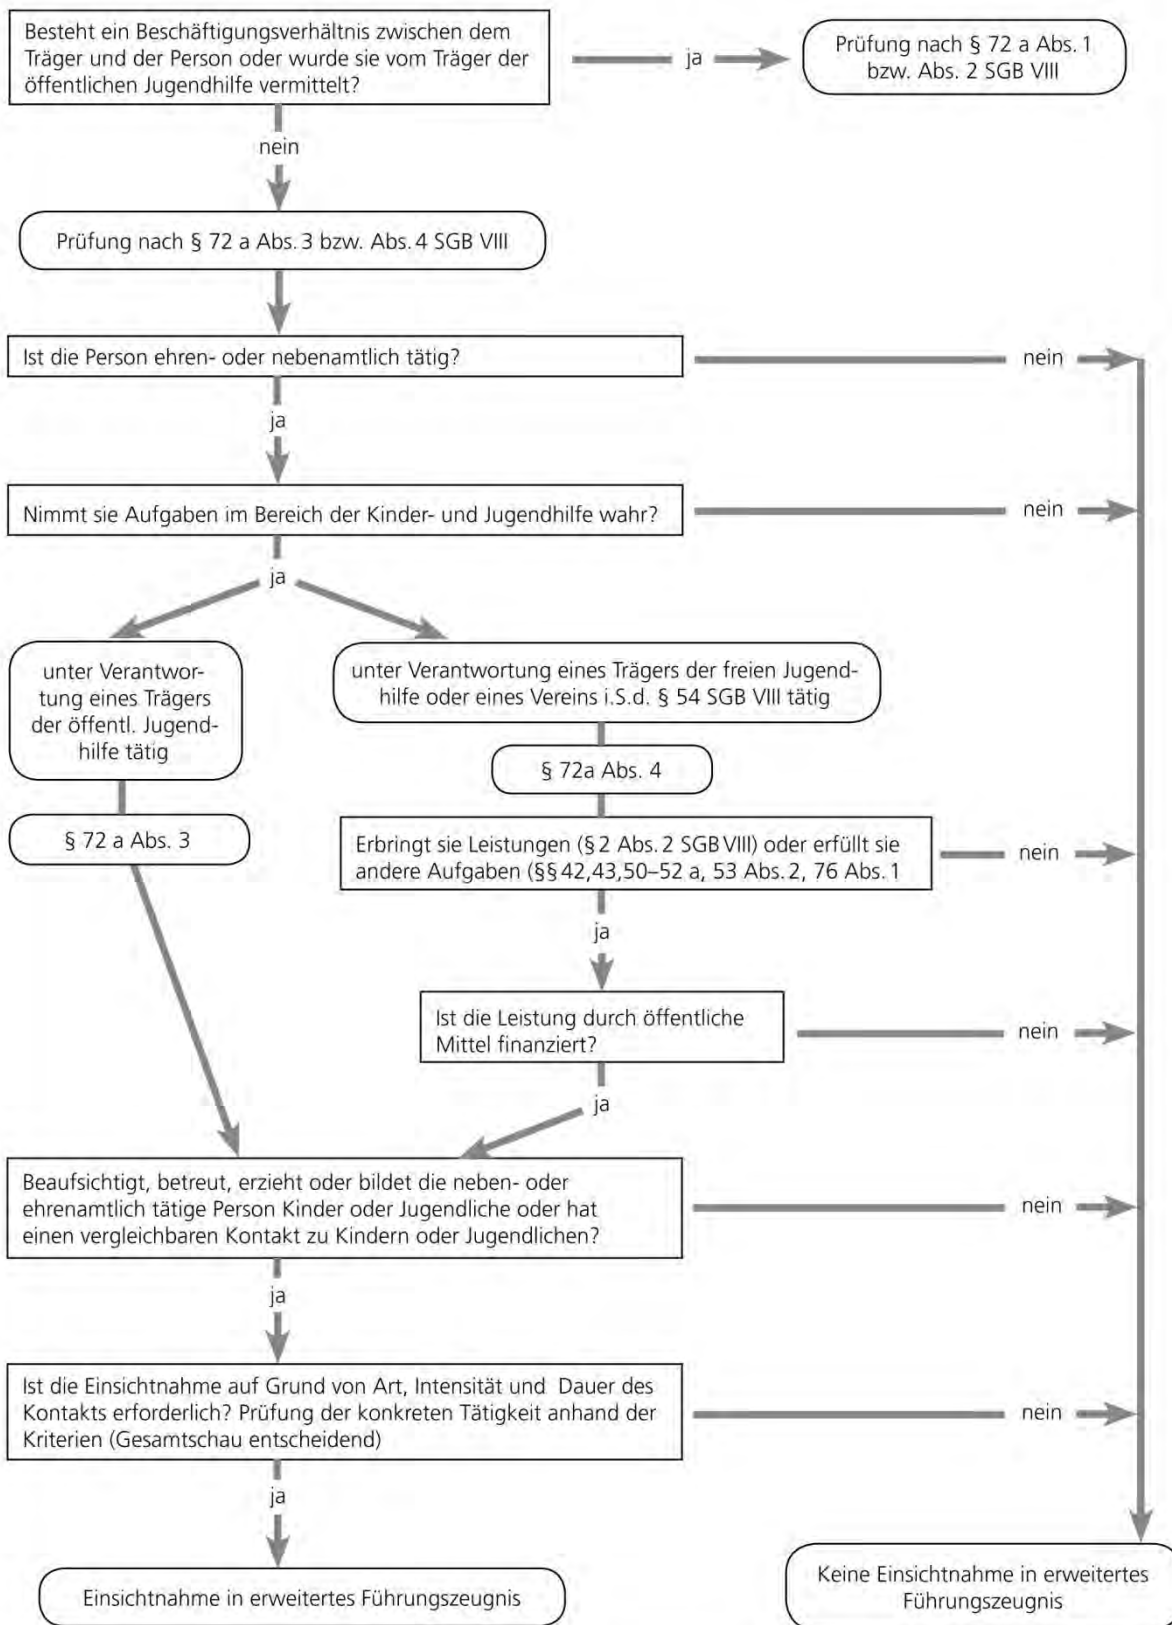 Besteht ein Beschäftigungsverhältnis zwischen dem
Träger und der Person oder wurde sie vom Träger der
öffentlichen Jugendhilfe vermittelt?
ja
Prüfung nach § 72 a Abs. 1
bzw. Abs. 2 SGB VIII
nein
Prüfung nach § 72 a Abs. 3 bzw. Abs. 4 SGB VIII
Ist die Person ehren- oder nebenamtlich tätig?
nein
ja
Nimmt sie Aufgaben im Bereich der Kinder- und Jugendhilfe wahr?
nein
ja
unter Verantwor-
tung eines Trägers
der öffentl. Jugend-
hilfe tätig
unter Verantwortung eines Trägers der freien Jugend-
hilfe oder eines Vereins i.S.d. § 54 SGB VIII tätig
§ 72a Abs. 4
§ 72 a Abs. 3
Erbringt sie Leistungen (§ 2 Abs. 2 SGB VIII) oder erfüllt sie
andere Aufgaben (§§ 42,43,50–52 a, 53 Abs. 2, 76 Abs. 1
nein
ja
Ist die Leistung durch öffentliche
Mittel finanziert?
nein
ja
Beaufsichtigt, betreut, erzieht oder bildet die neben- oder
ehrenamtlich tätige Person Kinder oder Jugendliche oder hat
einen vergleichbaren Kontakt zu Kindern oder Jugendlichen?
nein
ja
Ist die Einsichtnahme auf Grund von Art, Intensität und Dauer des
Kontakts erforderlich? Prüfung der konkreten Tätigkeit anhand der
Kriterien (Gesamtschau entscheidend)
nein
ja
Einsichtnahme in erweitertes Führungszeugnis
Keine Einsichtnahme in erweitertes
Führungszeugnis